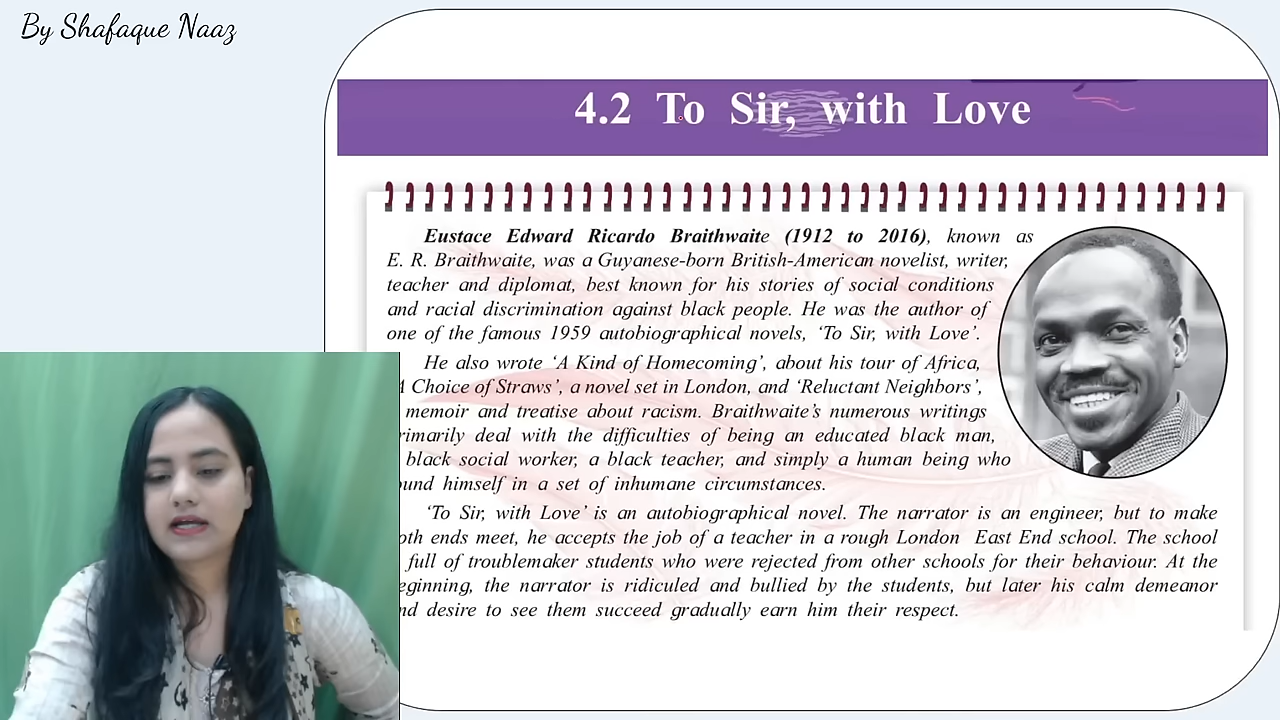 By Shafaque Naaz
4.2 To Sir, with Love
Eustace Edward Ricardo Braithwaite (1912 to 2016), known as
E. R. Braithwaite, was a Guyanese-born British-American novelist, writer,
teacher and diplomat, best known for his stories of social conditions
and racial discrimination against black people. He was the author of
one of the famous 1959 autobiographical novels, ‘To Sir, with Love’.
He also wrote ‘A Kind of Homecoming’, about his tour of Africa,
A Choice of Straws’, a novel set in London, and ‘Reluctant Neighbors’,
memoir and treatise about racism. Braithwaite’s numerous writings
rimarily deal with the difficulties of being an educated black man,
black social worker, a black teacher, and simply a human being who
ound himself in a set of inhumane circumstances.
‘To Sir, with Love’ is an autobiographical novel. The narrator is an engineer, but to make
oth ends meet, he accepts the job of a teacher in a rough London East End school. The school
full of troublemaker students who were rejected from other schools for their behaviour. At the
eginning, the narrator is ridiculed and bullied by the students, but later his calm demeanor
nd desire to see them succeed gradually earn him their respect.